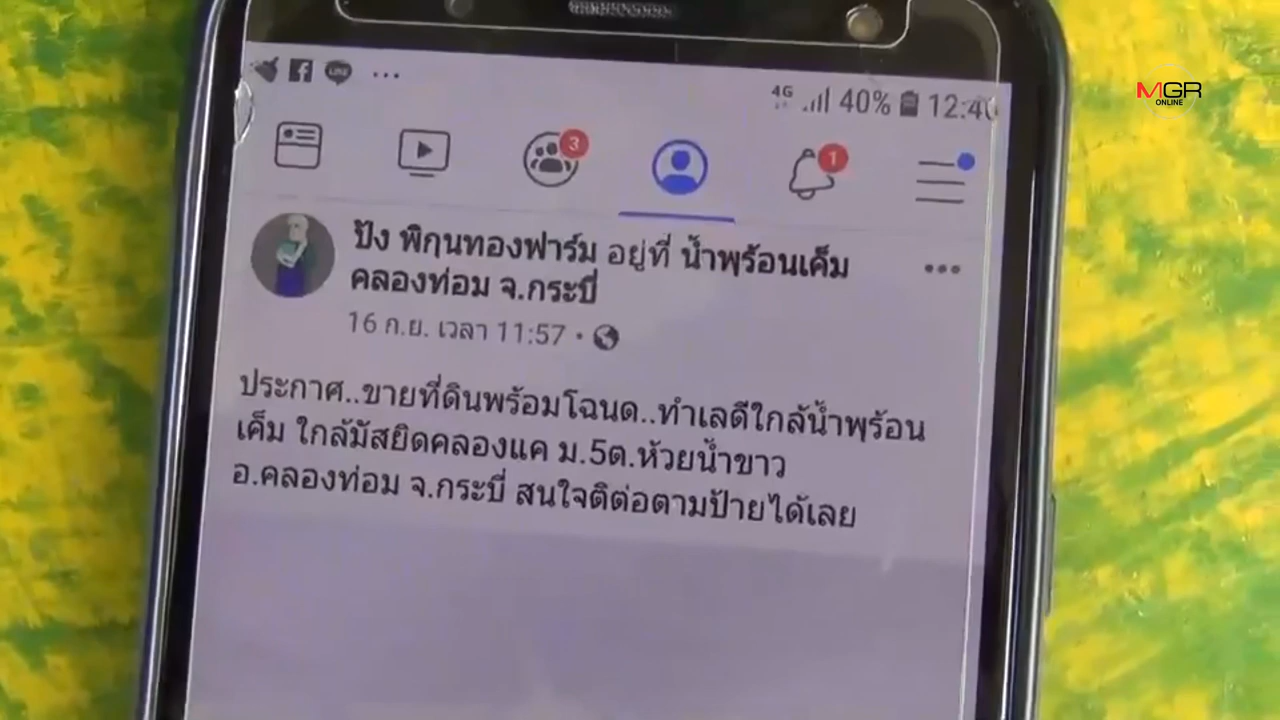 MGR
ONLINE
LINE
4G 40% 12:40
3
1
ปัง พิกุนทองฟาร์ม อยู่ที่ น้ำพุร้อนเค็ม
คลองท่อม จ.กระบี่
16 ก.ย. เวลา 11:57
ประกาศ..ขายที่ดินพร้อมโฉนด..ทำเลดีใกล้น้ำพุร้อน
เค็ม ใกล้มัสยิดคลองแค ม.5ต.ห้วยน้ำขาว
อ.คลองท่อม จ.กระบี่ สนใจติต่อตามป้ายได้เลย